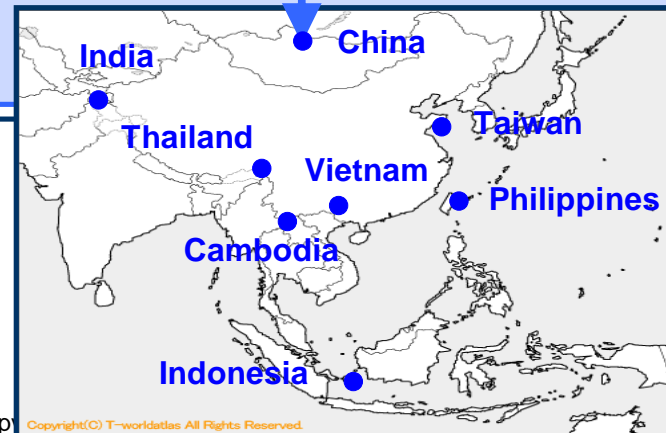 China
India
Taiwan
Thailand
Vietnam
Philippines
Cambodia
Indonesia
Copyright(C) T-worldatlas All Rights Reserved.